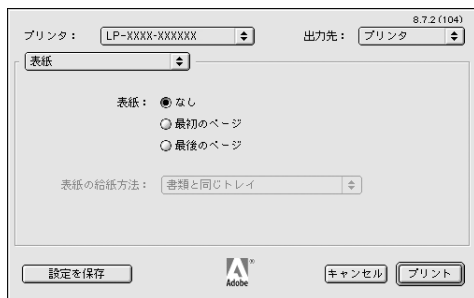 8.7.2 (104)
プリンタ： LP-XXXX-XXXXXX 出力先： プリンタ
表紙
表紙： なし
最初のページ
最後のページ
表紙の給紙方法： 書類と同じトレイ
設定を保存 Adobe ® キャンセル プリント